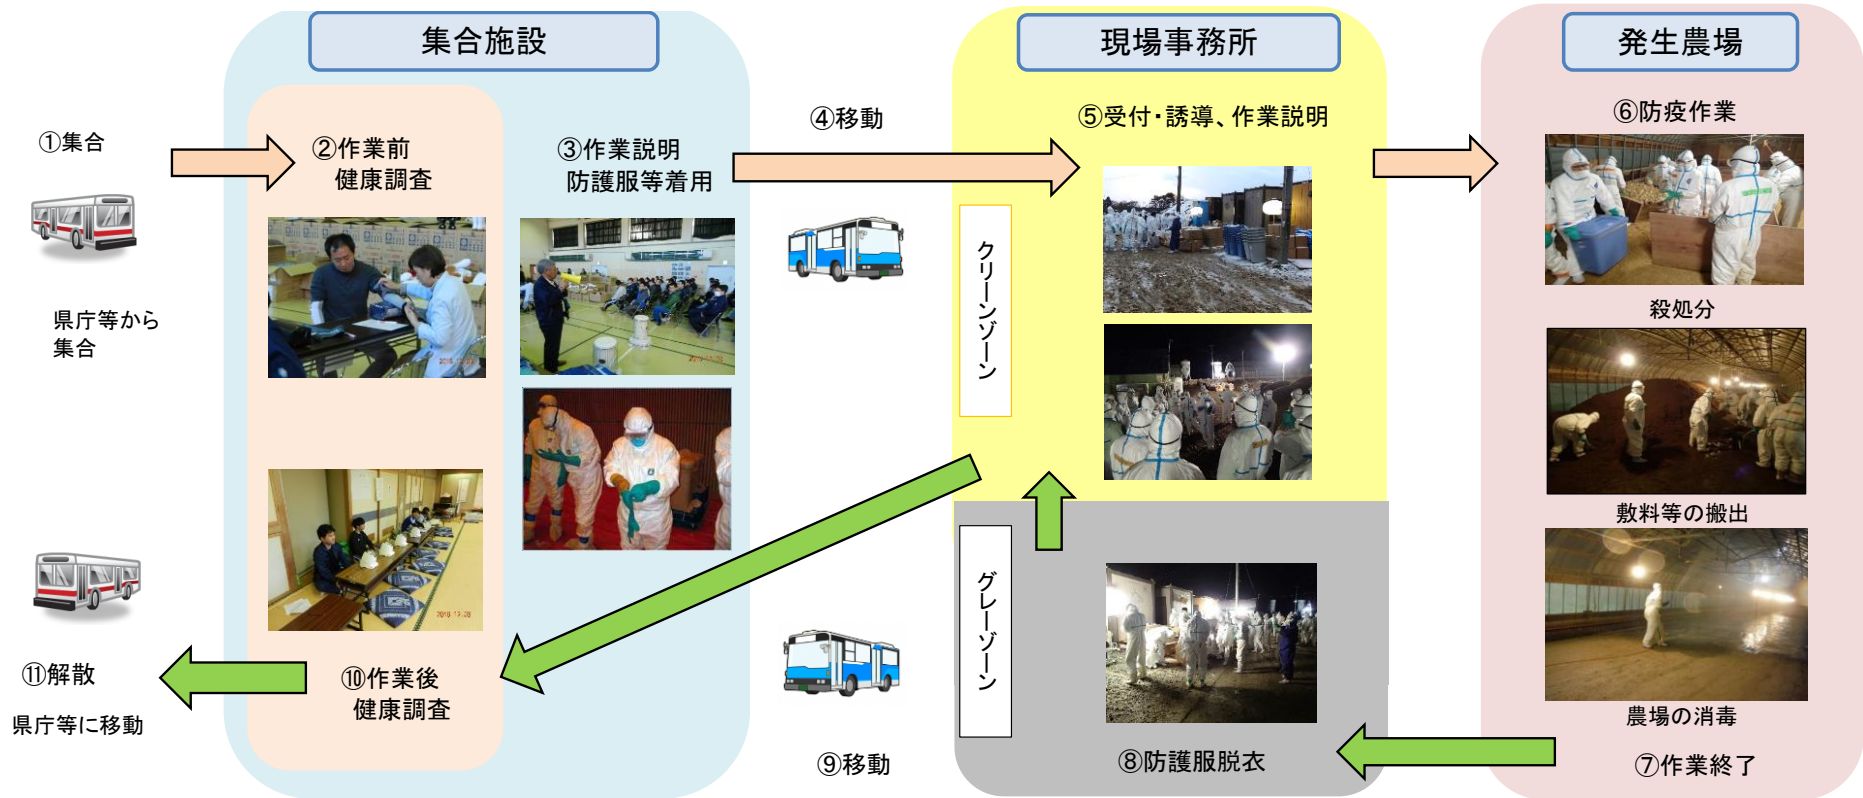 集合施設
現場事務所
発生農場
①集合
県庁等から
集合
②作業前
健康調査
③作業説明
防護服等着用
④移動
⑤受付・誘導、作業説明
クリーンゾーン
⑥防疫作業
殺処分
敷料等の搬出
農場の消毒
⑦作業終了
グレーゾーン
⑧防護服脱衣
⑨移動
⑩作業後
健康調査
⑪解散
県庁等に移動